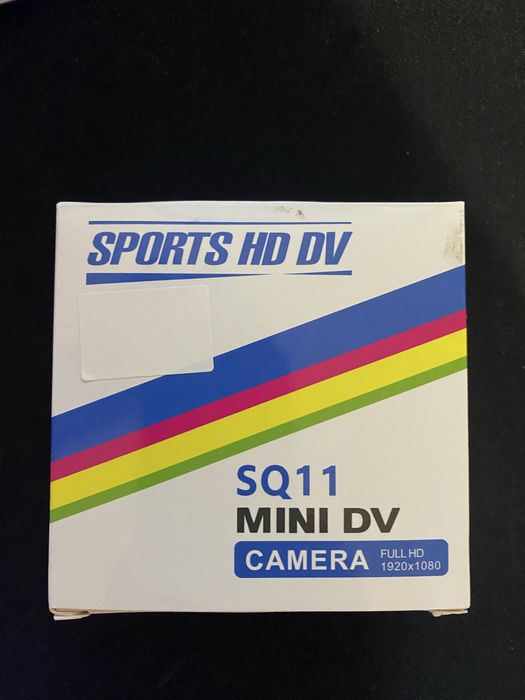 SPORTS HD DV
SQ11
MINI DV
CAMERA FULL HD
1920x1080